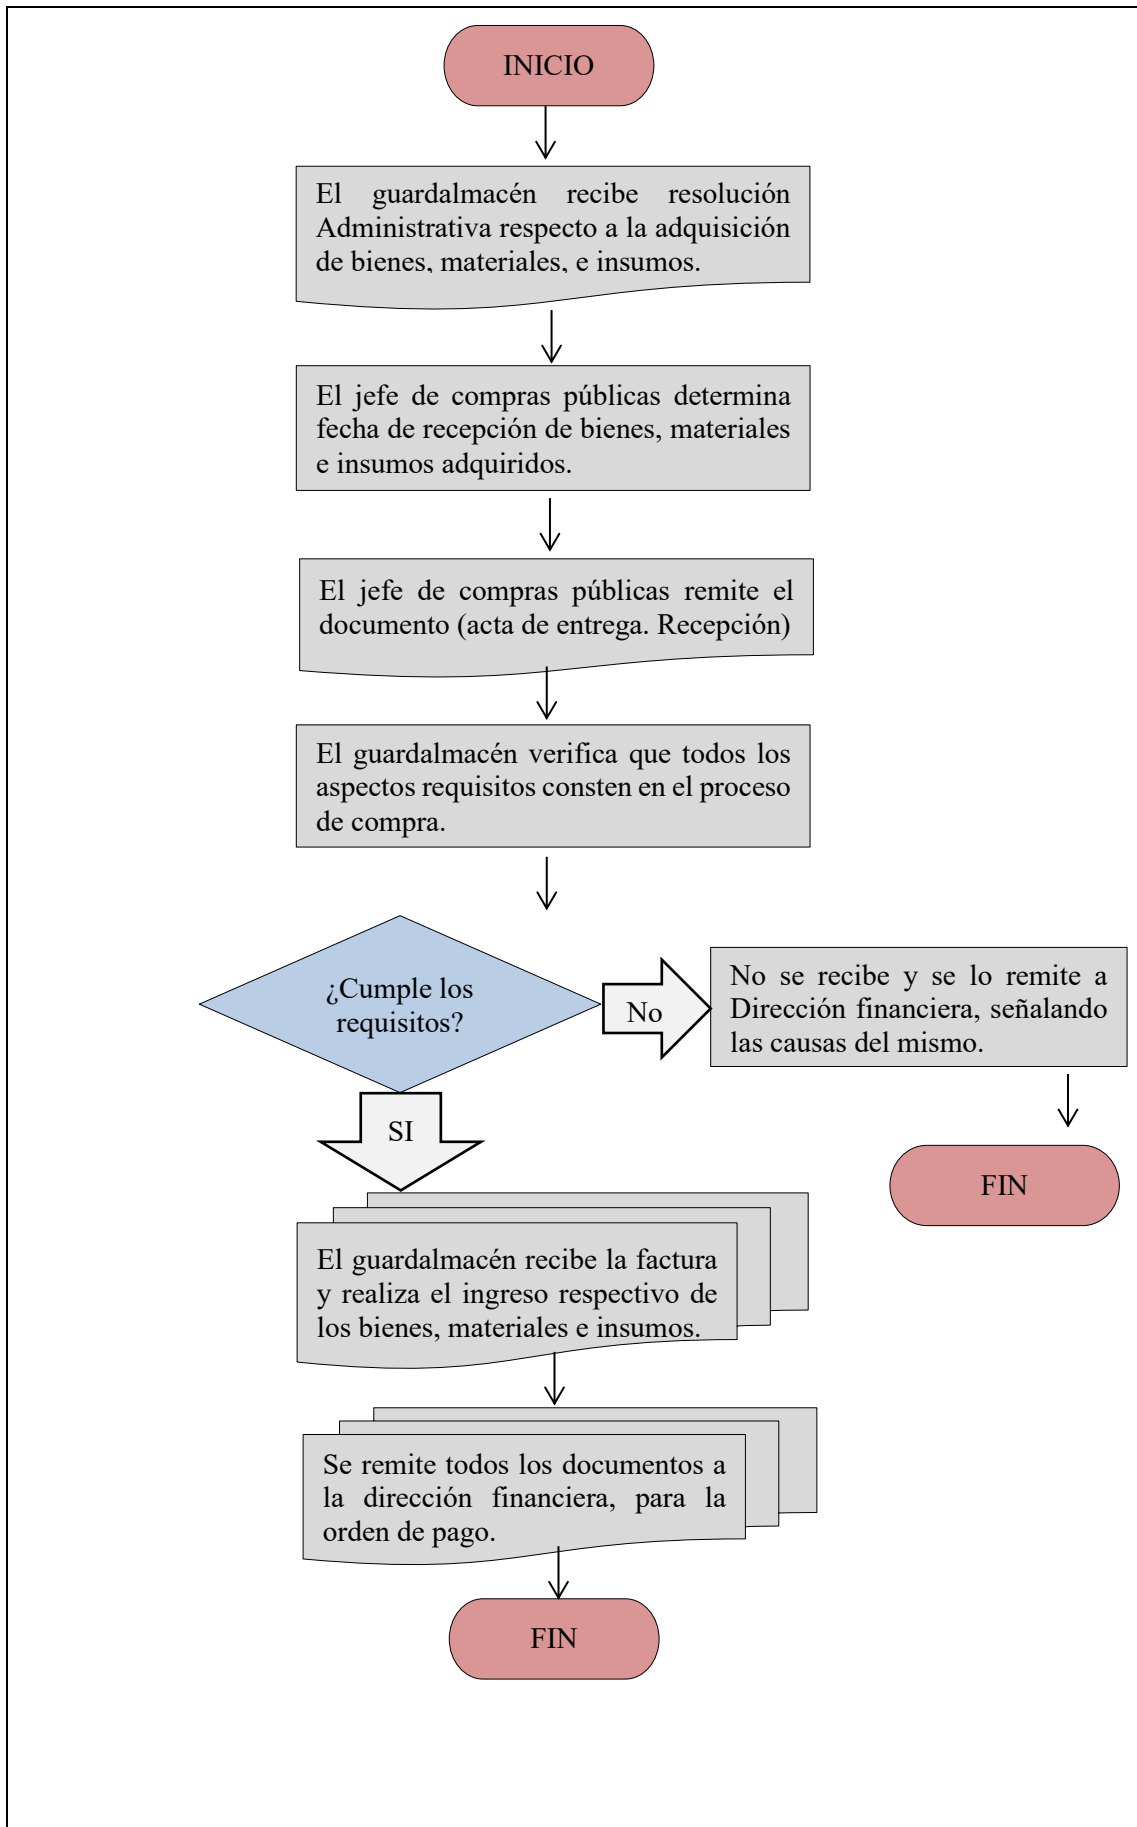 INICIO
El guardalmacén recibe resolución
Administrativa respecto a la adquisición
de bienes, materiales, e insumos.
El jefe de compras públicas determina
fecha de recepción de bienes, materiales
e insumos adquiridos.
El jefe de compras públicas remite el
documento (acta de entrega. Recepción)
El guardalmacén verifica que todos los
aspectos requisitos consten en el proceso
de compra.
¿Cumple los
requisitos?
No
No se recibe y se lo remite a
Dirección financiera, señalando
las causas del mismo.
SI
FIN
El guardalmacén recibe la factura
y realiza el ingreso respectivo de
los bienes, materiales e insumos.
Se remite todos los documentos a
la dirección financiera, para la
orden de pago.
FIN